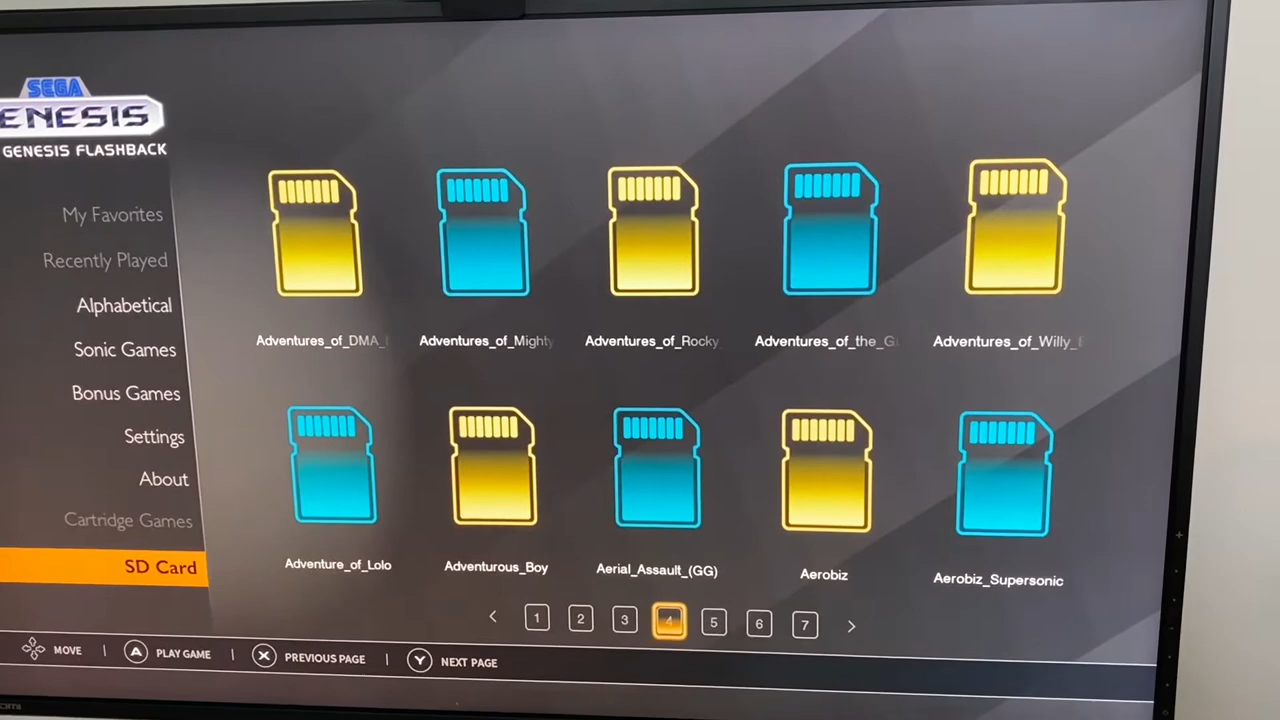 SEGA
ENESIS
GENESIS FLASHBACK
My Favorites
Recently Played
Alphabetical
Sonic Games
Bonus Games
Settings
About
Cartridge Games
SD Card
Adventures_of_DMA_
Adventures_of_Mighty
Adventures_of_Rocky_
Adventures_of_the_G
Adventures_of_Willy_
Adventure_of_Lolo
Adventurous_Boy
Aerial_Assault_(GG)
Aerobiz
Aerobiz_Supersonic
< 1 2 3 4 5 6 7 >
MOVE | A PLAY GAME | X PREVIOUS PAGE | Y NEXT PAGE